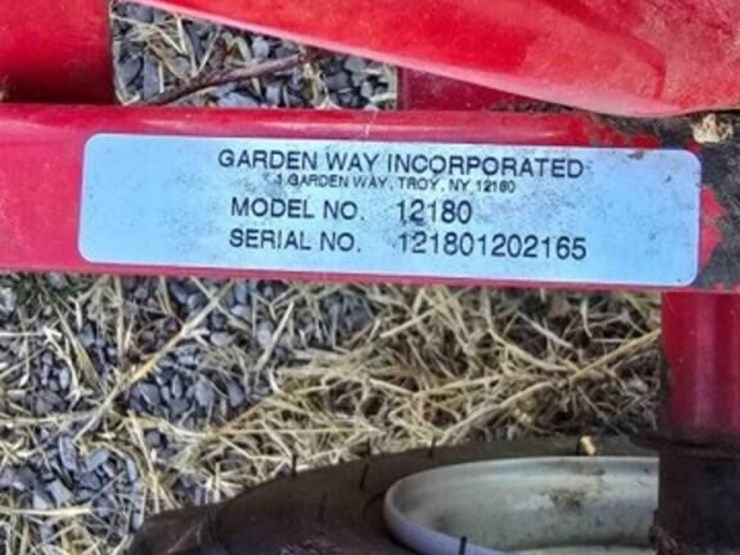 GARDEN WAY INCORPORATED
1 GARDEN WAY, TROY, NY 12180
MODEL NO. 12180
SERIAL NO. 121801202165